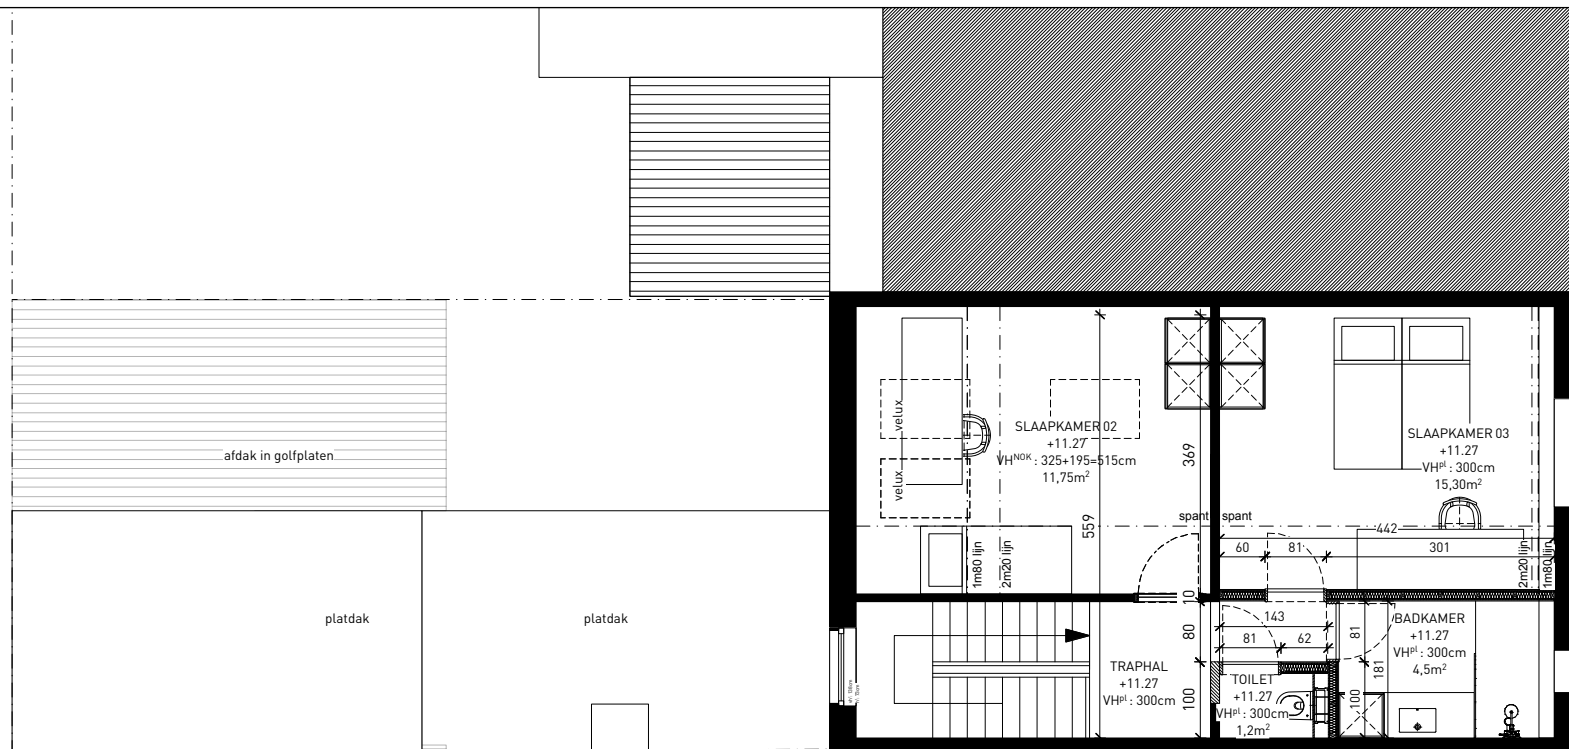 afdak in golfplaten
platdak
platdak
velux
velux
SLAAPKAMER 02
+11.27
VHNOK : 325+195=515cm
11,75m²
1m80 lijn
2m20 lijn
559
369
10
80
100
spant
spant
SLAAPKAMER 03
+11.27
VHpl : 300cm
15,30m²
442
60
81
301
2m20 lijn
1m80 lijn
143
81
62
TRAPHAL
+11.27
VHpl : 300cm
TOILET
+11.27
VHpl : 300cm
1,2m²
81
181
100
BADKAMER
+11.27
VHpl : 300cm
4,5m²